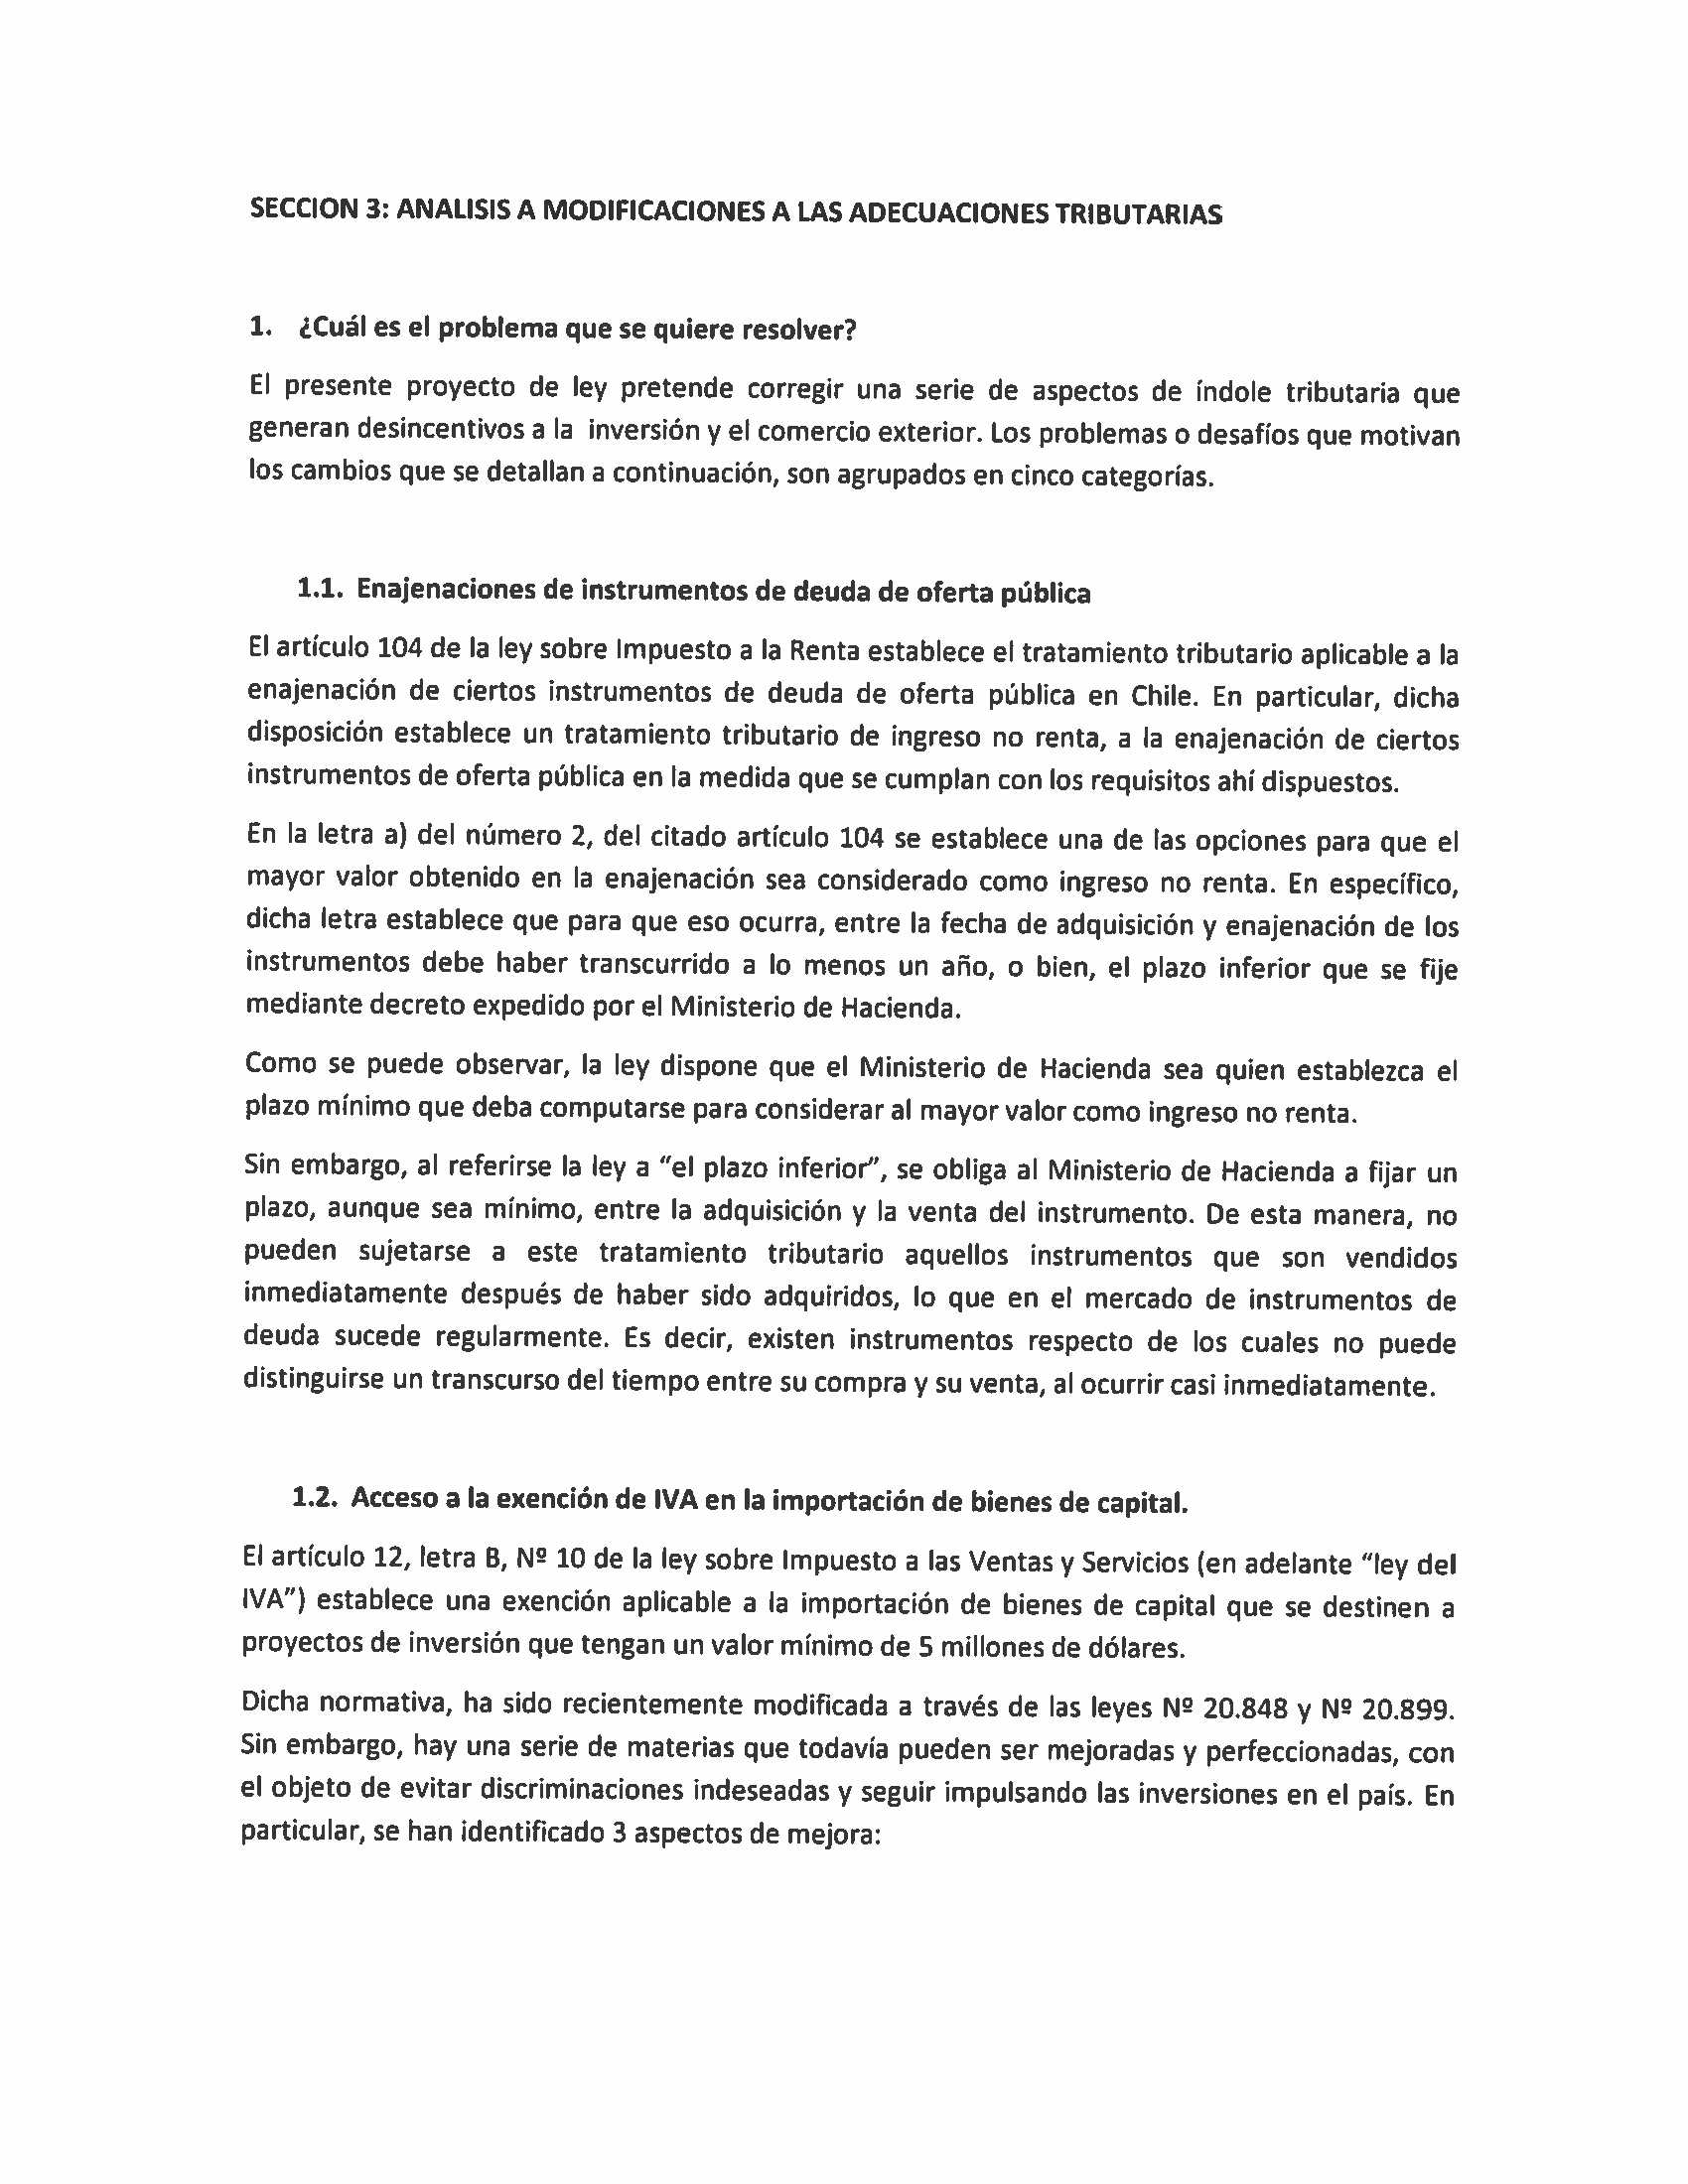 SECCION 3: ANALISIS A MODIFICACIONES A LAS ADECUACIONES TRIBUTARIAS
1. ¿Cuál es el problema que se quiere resolver?
El presente proyecto de ley pretende corregir una serie de aspectos de índole tributaria que
generan desincentivos a la inversión y el comercio exterior. Los problemas o desafíos que motivan
los cambios que se detallan a continuación, son agrupados en cinco categorías.
1.1. Enajenaciones de instrumentos de deuda de oferta pública
El artículo 104 de la ley sobre Impuesto a la Renta establece el tratamiento tributario aplicable a la
enajenación de ciertos instrumentos de deuda de oferta pública en Chile. En particular, dicha
disposición establece un tratamiento tributario de ingreso no renta, a la enajenación de ciertos
instrumentos de oferta pública en la medida que se cumplan con los requisitos ahí dispuestos.
En la letra a) del número 2, del citado artículo 104 se establece una de las opciones para que el
mayor valor obtenido en la enajenación sea considerado como ingreso no renta. En específico,
dicha letra establece que para que eso ocurra, entre la fecha de adquisición y enajenación de los
instrumentos debe haber transcurrido a lo menos un año, o bien, el plazo inferior que se fije
mediante decreto expedido por el Ministerio de Hacienda.
Como se puede observar, la ley dispone que el Ministerio de Hacienda sea quien establezca el
plazo mínimo que deba computarse para considerar al mayor valor como ingreso no renta.
Sin embargo, al referirse la ley a "el plazo inferior", se obliga al Ministerio de Hacienda a fijar un
plazo, aunque sea mínimo, entre la adquisición y la venta del instrumento. De esta manera, no
pueden sujetarse a este tratamiento tributario aquellos instrumentos que son vendidos
inmediatamente después de haber sido adquiridos, lo que en el mercado de instrumentos de
deuda sucede regularmente. Es decir, existen instrumentos respecto de los cuales no puede
distinguirse un transcurso del tiempo entre su compra y su venta, al ocurrir casi inmediatamente.
1.2. Acceso a la exención de IVA en la importación de bienes de capital.
El artículo 12, letra B, Nº 10 de la ley sobre Impuesto a las Ventas y Servicios (en adelante "ley del
IVA") establece una exención aplicable a la importación de bienes de capital que se destinen a
proyectos de inversión que tengan un valor mínimo de 5 millones de dólares.
Dicha normativa, ha sido recientemente modificada a través de las leyes Nº 20.848 y Nº 20.899.
Sin embargo, hay una serie de materias que todavía pueden ser mejoradas y perfeccionadas, con
el objeto de evitar discriminaciones indeseadas y seguir impulsando las inversiones en el país. En
particular, se han identificado 3 aspectos de mejora: